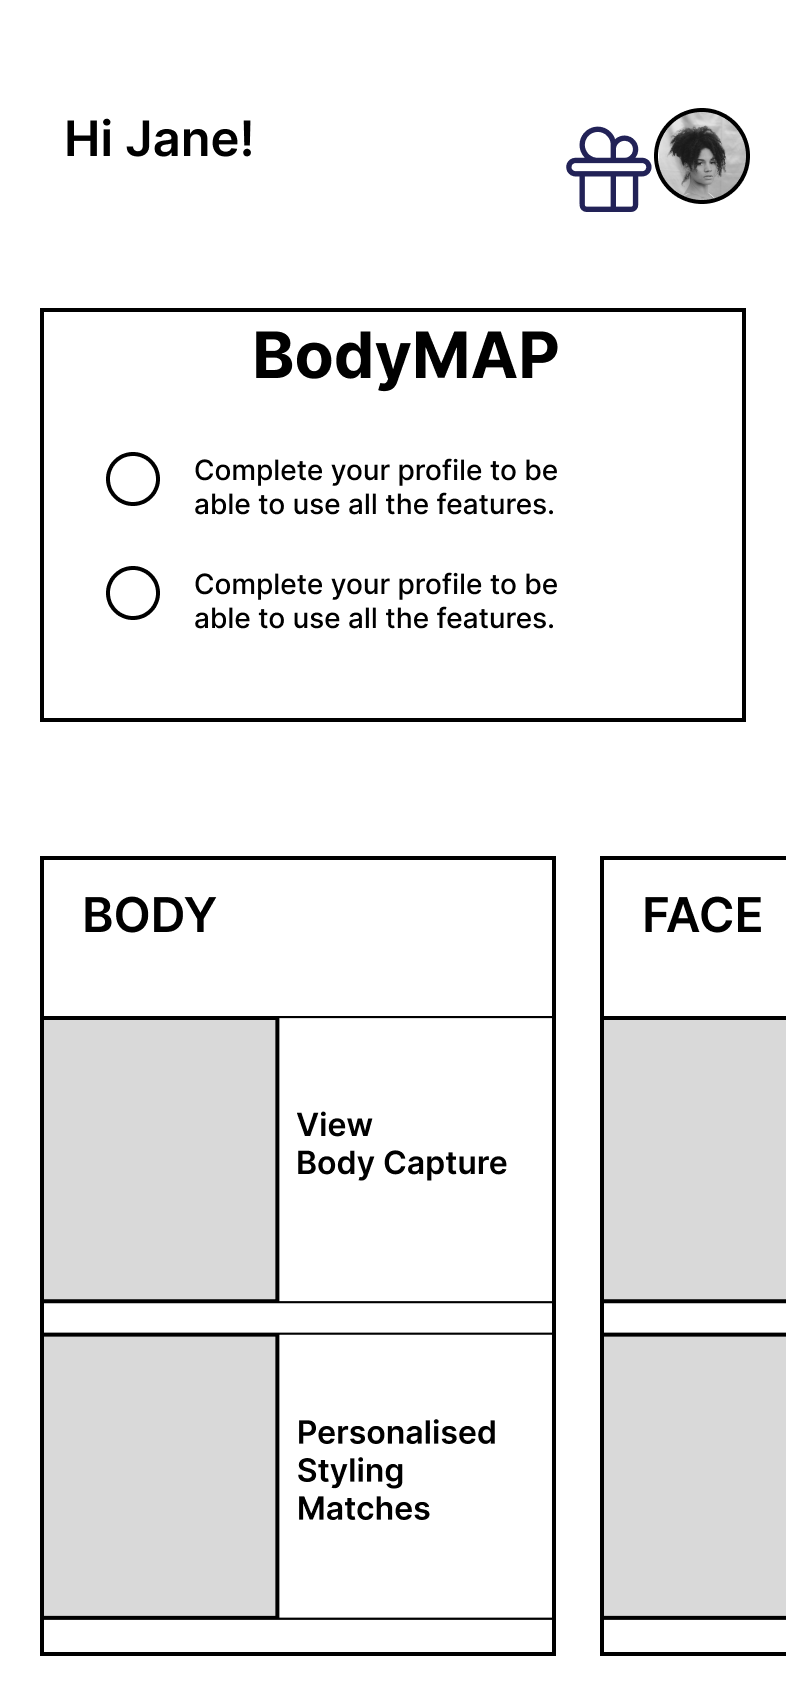 Hi Jane!
BodyMAP
Complete your profile to be
able to use all the features.
Complete your profile to be
able to use all the features.
BODY
View
Body Capture
Personalised
Styling
Matches
FACE